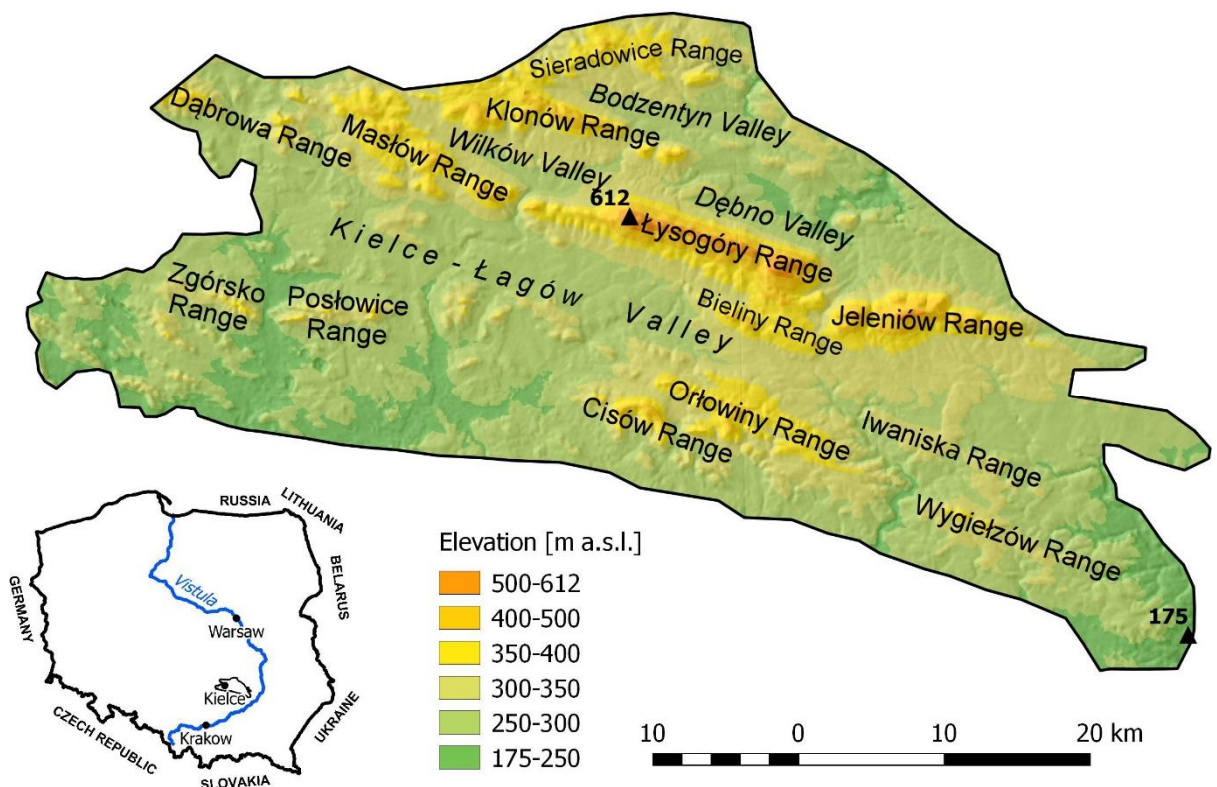 Sieradowice Range
Bodzentyn Valley
Klonów Range
Dąbrowa Range
Masłów Range
Wilków Valley
612
Dębno Valley
Łysogóry Range
Kielce - Łagów Valley
Zgórsko
Range
Posłowice
Range
Bieliny Range
Jeleniów Range
Orłowiny Range
Cisów Range
Iwaniska Range
Wygiełzów Range
175
RUSSIA
LITHUANIA
BELARUS
GERMANY
Vistula
Warsaw
Kielce
Krakow
UKRAINE
CZECH REPUBLIC
SLOVAKIA
Elevation [m a.s.l.]
500-612
400-500
350-400
300-350
250-300
175-250
10 0 10 20 km